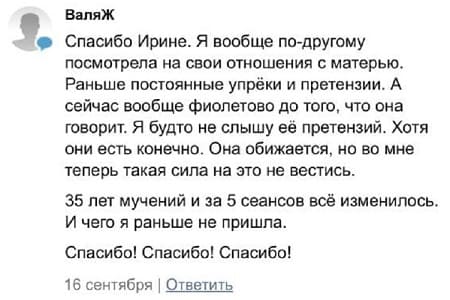 ВаляЖ
Спасибо Ирине. Я вообще по-другому
посмотрела на свои отношения с матерью.
Раньше постоянные упрёки и претензии. А
сейчас вообще фиолетово до того, что она
говорит. Я будто не слышу её претензий. Хотя
они есть конечно. Она обижается, но во мне
теперь такая сила на это не вестись.
35 лет мучений и за 5 сеансов всё изменилось.
И чего я раньше не пришла.
Спасибо! Спасибо! Спасибо!
16 сентября | Ответить